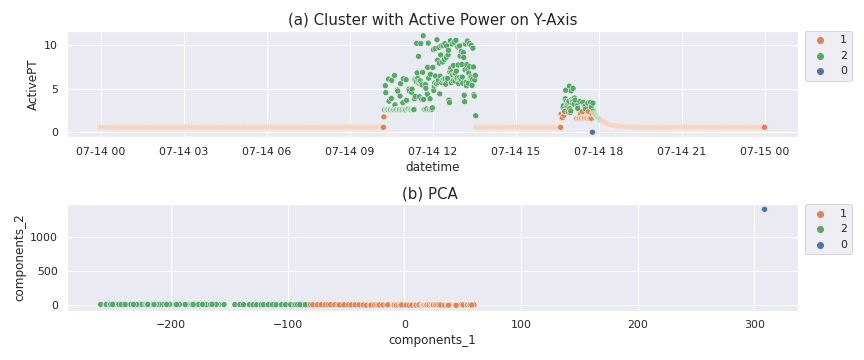 (a) Cluster with Active Power on Y-Axis
10
5
0
ActivePT
07-14 00 07-14 03 07-14 06 07-14 09 07-14 12 07-14 15 07-14 18 07-14 21 07-15 00
datetime
1
2
0
(b) PCA
1000
500
0
components_2
−200 −100 0 100 200 300
components_1
1
2
0